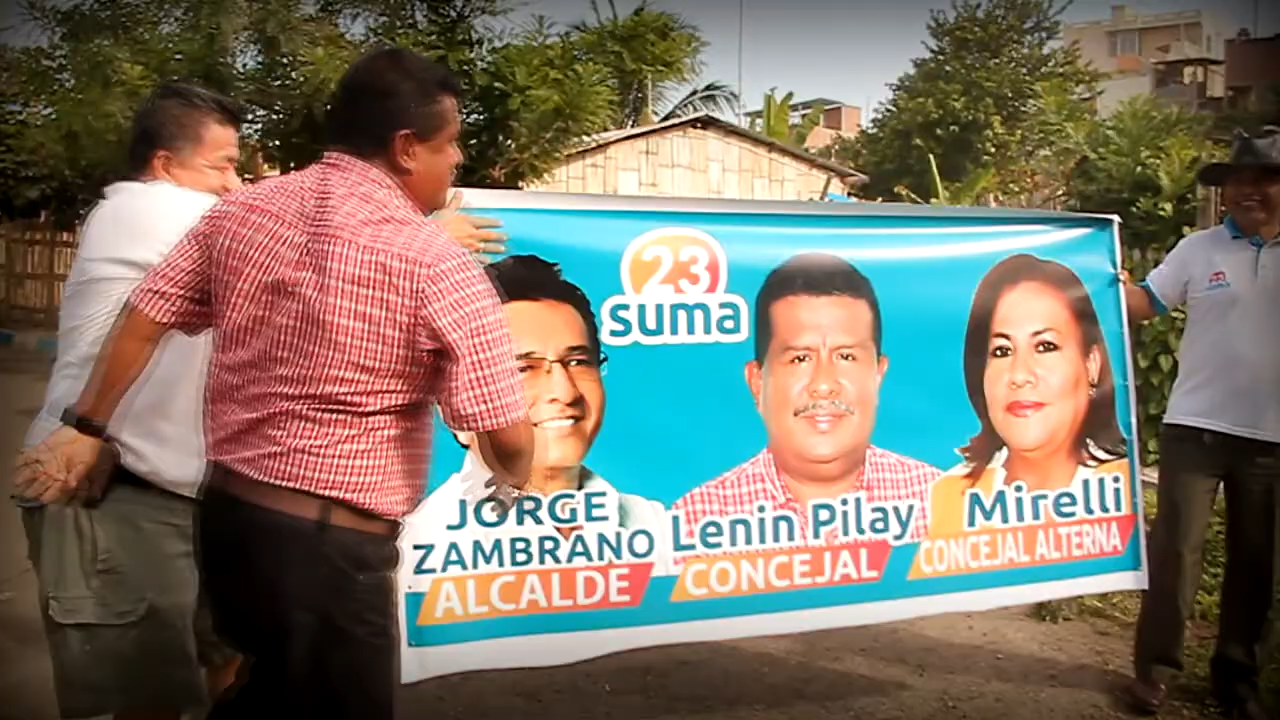 23
suma
JORGE
ZAMBRANO
ALCALDE
Lenin Pilay
CONCEJAL
Mirelli
CONCEJAL ALTERNA